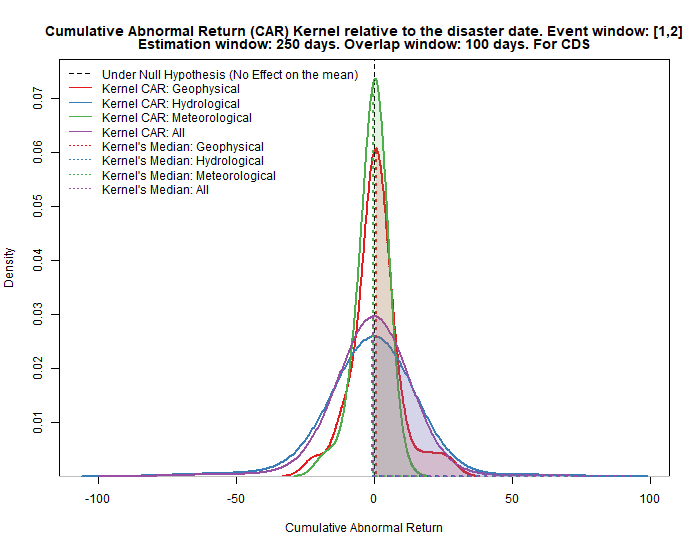 Cumulative Abnormal Return (CAR) Kernel relative to the disaster date. Event window: [1,2]
Estimation window: 250 days. Overlap window: 100 days. For CDS
Under Null Hypothesis (No Effect on the mean)
Kernel CAR: Geophysical
Kernel CAR: Hydrological
Kernel CAR: Meteorological
Kernel CAR: All
Kernel's Median: Geophysical
Kernel's Median: Hydrological
Kernel's Median: Meteorological
Kernel's Median: All
0.07
0.06
0.05
0.04
0.03
0.02
0.01
Density
-100 -50 0 50 100
Cumulative Abnormal Return